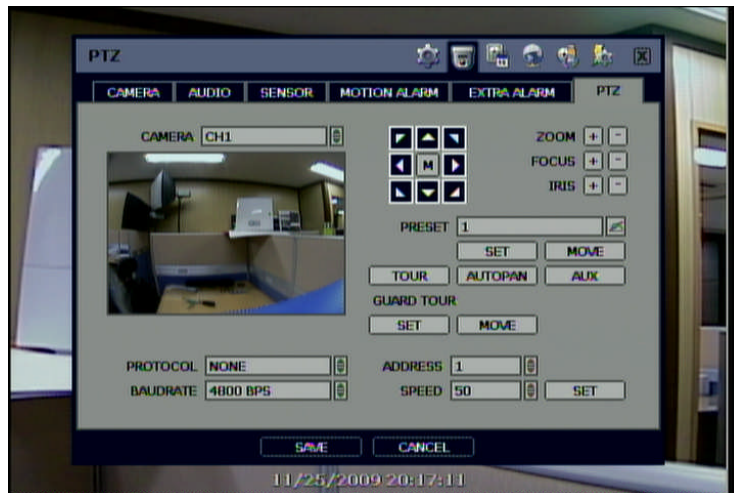 PTZ
CAMERA AUDIO SENSOR MOTION ALARM EXTRA ALARM PTZ
CAMERA CH1
ZOOM + -
FOCUS + -
M
IRIS + -
PRESET 1
SET MOVE
TOUR AUTOPAN AUX
GUARD TOUR
SET MOVE
PROTOCOL NONE ADDRESS 1
BAUDRATE 4800 BPS SPEED 50 SET
SAVE CANCEL
11/25/2009 20:17:11